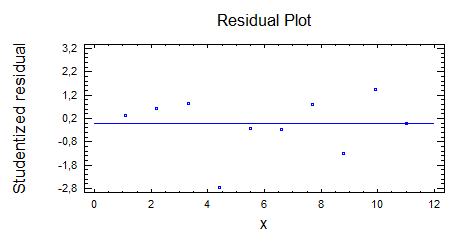 Residual Plot
Studentized residual
3,2
2,2
1,2
0,2
-0,8
-1,8
-2,8
0 2 4 6 8 10 12
X